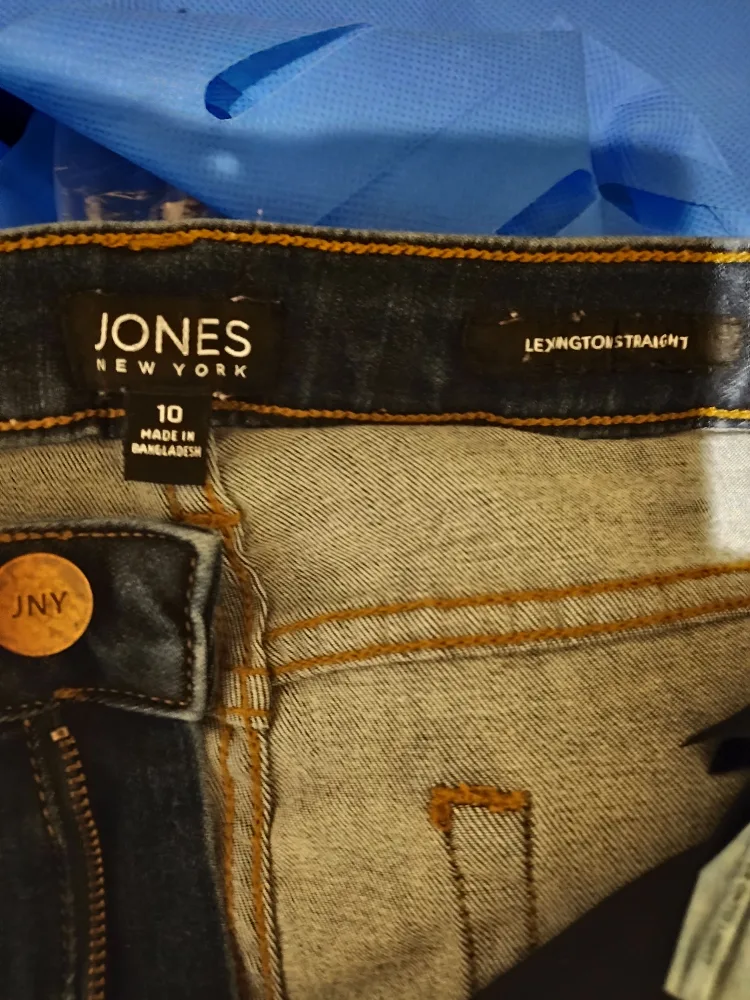 JONES
NEW YORK
LEXINGTON STRAIGHT
10
MADE IN
BANGLADESH
JNY